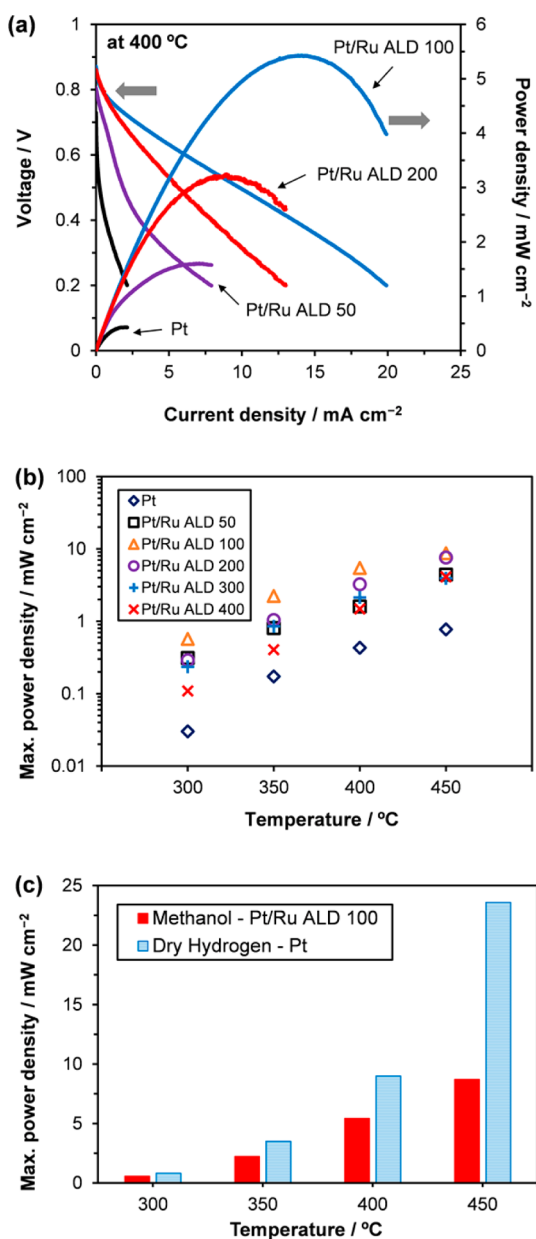 (a)
at 400 ºC
Pt/Ru ALD 100
Pt/Ru ALD 200
Pt/Ru ALD 50
Pt
Voltage / V
1
0.8
0.6
0.4
0.2
0
Power density / mW cm⁻²
6
5
4
3
2
1
0
0 5 10 15 20 25
Current density / mA cm⁻²
(b)
Max. power density / mW cm⁻²
100
10
1
0.1
0.01
Pt
Pt/Ru ALD 50
Pt/Ru ALD 100
Pt/Ru ALD 200
Pt/Ru ALD 300
Pt/Ru ALD 400
300 350 400 450
Temperature / ºC
(c)
Max. power density / mW cm⁻²
25
20
15
10
5
0
Methanol - Pt/Ru ALD 100
Dry Hydrogen - Pt
300 350 400 450
Temperature / ºC